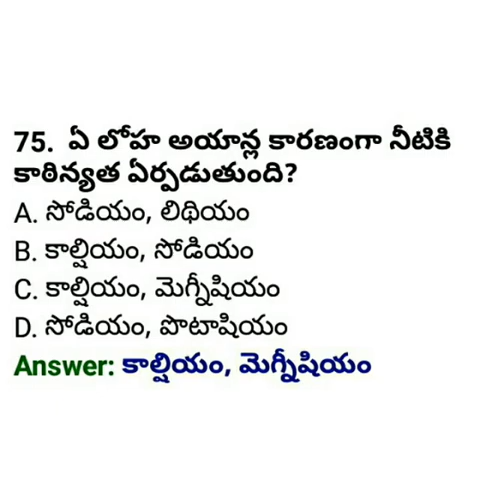 75. ఏ లోహ అయాన్ల కారణంగా నీటికి
కాఠిన్యత ఏర్పడుతుంది?
A. సోడియం, లిథియం
B. కాల్షియం, సోడియం
C. కాల్షియం, మెగ్నీషియం
D. సోడియం, పొటాషియం
Answer: కాల్షియం, మెగ్నీషియం